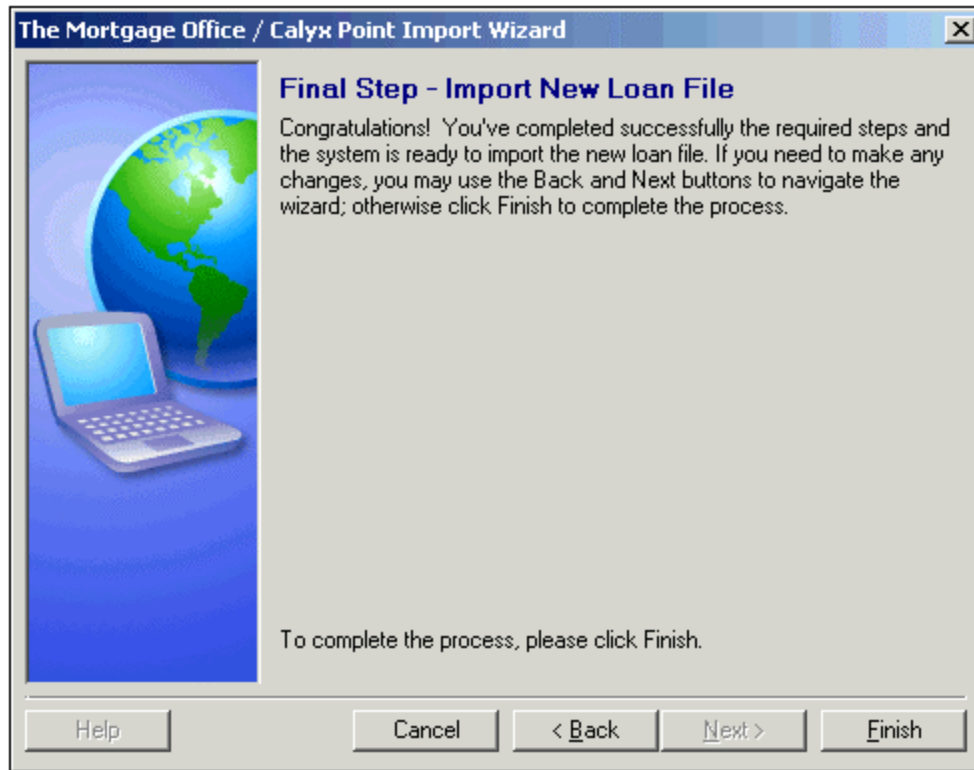 The Mortgage Office / Calyx Point Import Wizard
Final Step - Import New Loan File
Congratulations! You've completed successfully the required steps and
the system is ready to import the new loan file. If you need to make any
changes, you may use the Back and Next buttons to navigate the
wizard; otherwise click Finish to complete the process.
To complete the process, please click Finish.
Help Cancel < Back Next > Finish